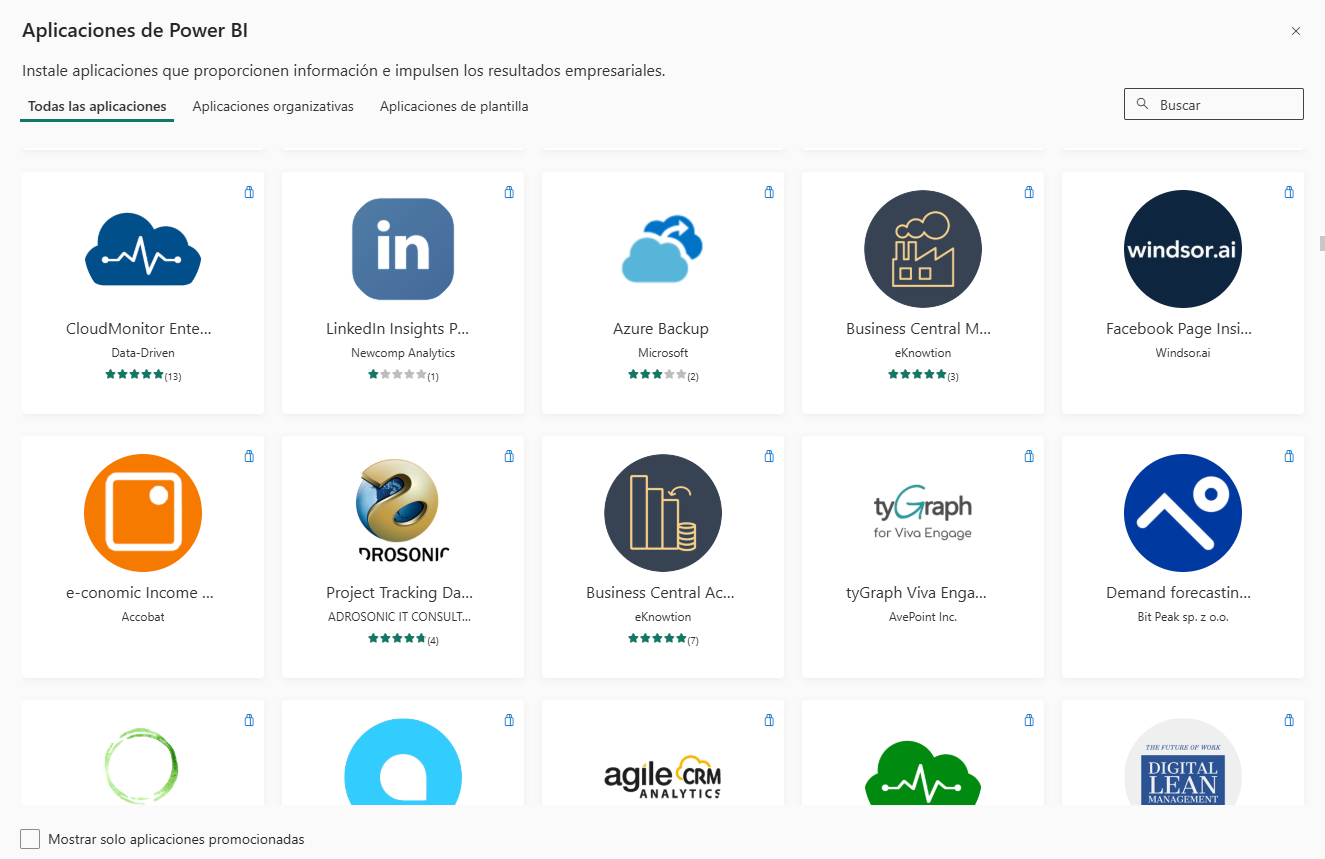 Aplicaciones de Power BI
Instale aplicaciones que proporcionen información e impulsen los resultados empresariales.
Todas las aplicaciones
Aplicaciones organizativas
Aplicaciones de plantilla
Buscar
in
windsor.ai
CloudMonitor Ente...
LinkedIn Insights P...
Azure Backup
Business Central M...
Facebook Page Insi...
Data-Driven
Newcomp Analytics
Microsoft
eKnowtion
Windsor.ai
(13)
(1)
(2)
(3)
DROSONIC
tyGraph
for Viva Engage
e-conomic Income ...
Project Tracking Da...
Business Central Ac...
tyGraph Viva Enga...
Demand forecastin...
Accobat
ADROSONIC IT CONSULT...
eKnowtion
AvePoint Inc.
Bit Peak sp. z o.o.
(4)
(7)
agile CRM
ANALYTICS
THE FUTURE OF WORK
DIGITAL
LEAN
MANAGEMENT
Mostrar solo aplicaciones promocionadas